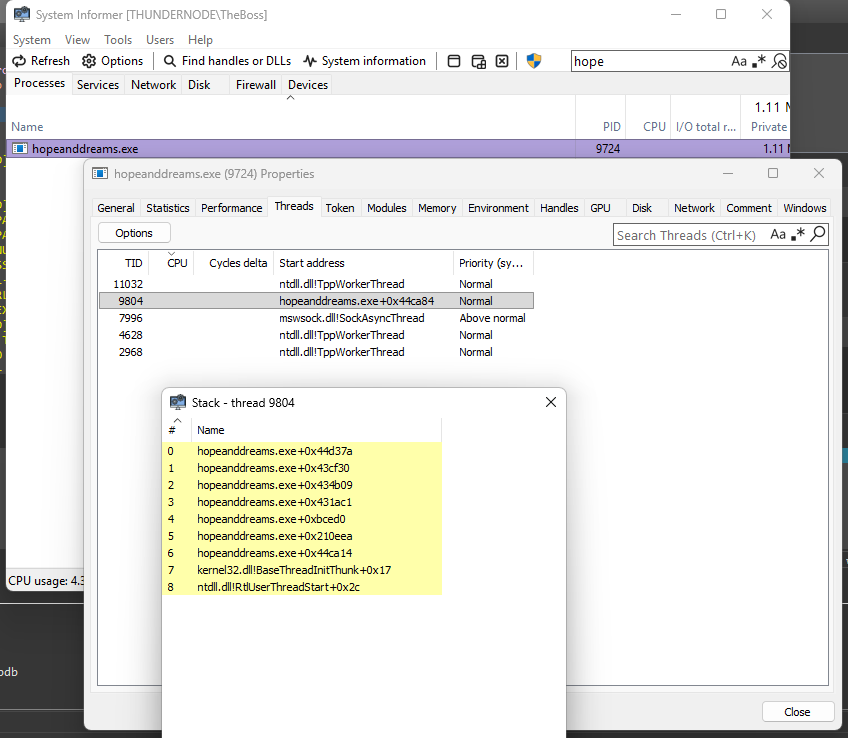 System Informer [THUNDERNODE\TheBoss]
System View Tools Users Help
Refresh Options Find handles or DLLs System information hope Aa .*
Processes Services Network Disk Firewall Devices
1.11 M
Name PID CPU I/O total r... Private
hopeanddreams.exe 9724 1.11
hopeanddreams.exe (9724) Properties
General Statistics Performance Threads Token Modules Memory Environment Handles GPU Disk Network Comment Windows
Options Search Threads (Ctrl+K) Aa .*
TID CPU Cycles delta Start address Priority (sy...
11032 ntdll.dll!TppWorkerThread Normal
9804 hopeanddreams.exe+0x44ca84 Normal
7996 mswsock.dll!SockAsyncThread Above normal
4628 ntdll.dll!TppWorkerThread Normal
2968 ntdll.dll!TppWorkerThread Normal
Stack - thread 9804
# Name
0 hopeanddreams.exe+0x44d37a
1 hopeanddreams.exe+0x43cf30
2 hopeanddreams.exe+0x434b09
3 hopeanddreams.exe+0x431ac1
4 hopeanddreams.exe+0xbced0
5 hopeanddreams.exe+0x210eea
6 hopeanddreams.exe+0x44ca14
7 kernel32.dll!BaseThreadInitThunk+0x17
8 ntdll.dll!RtlUserThreadStart+0x2c
CPU usage: 4.3
Close